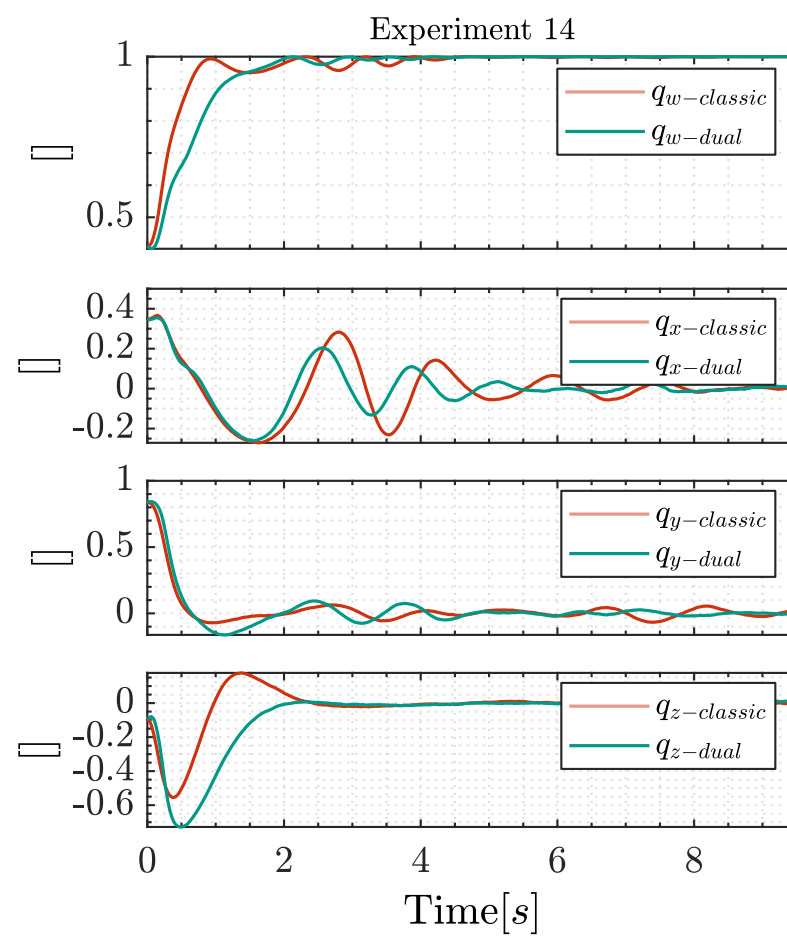 Experiment 14
1
0.5
[]
q_{w-classic}
q_{w-dual}
0.4
0.2
0
-0.2
[]
q_{x-classic}
q_{x-dual}
1
0.5
0
[]
q_{y-classic}
q_{y-dual}
0
-0.2
-0.4
-0.6
[]
q_{z-classic}
q_{z-dual}
0 2 4 6 8
Time[s]